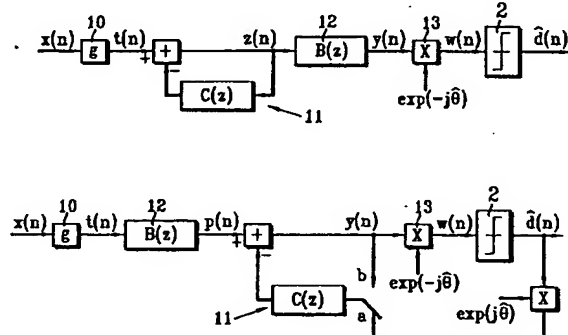 10 12 13 2
x(n) g t(n) + + − z(n) B(z) y(n) X w(n) d̂(n)
C(z) exp(-jθ̂)
11
10 12 13 2
x(n) g t(n) B(z) p(n) + + − y(n) X w(n) d̂(n)
b exp(-jθ̂)
11 C(z) a exp(jθ̂) X